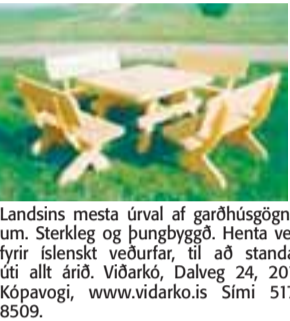 Landsins mesta úrval af garðhúsgögn-
um. Sterkleg og þungbyggð. Henta ve
fyrir íslenskt veðurfar, til að standa
úti allt árið. Viðarkó, Dalveg 24, 20
Kópavogi, www.vidarko.is Sími 517
8509.